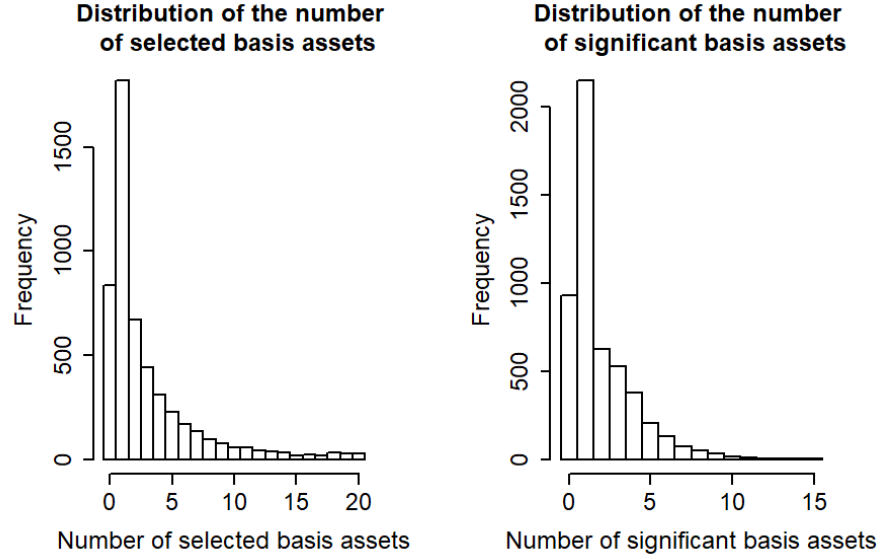 Distribution of the number
of selected basis assets
1500
1000
500
0
Frequency
0 5 10 15 20
Number of selected basis assets
Distribution of the number
of significant basis assets
2000
1500
1000
500
0
Frequency
0 5 10 15
Number of significant basis assets